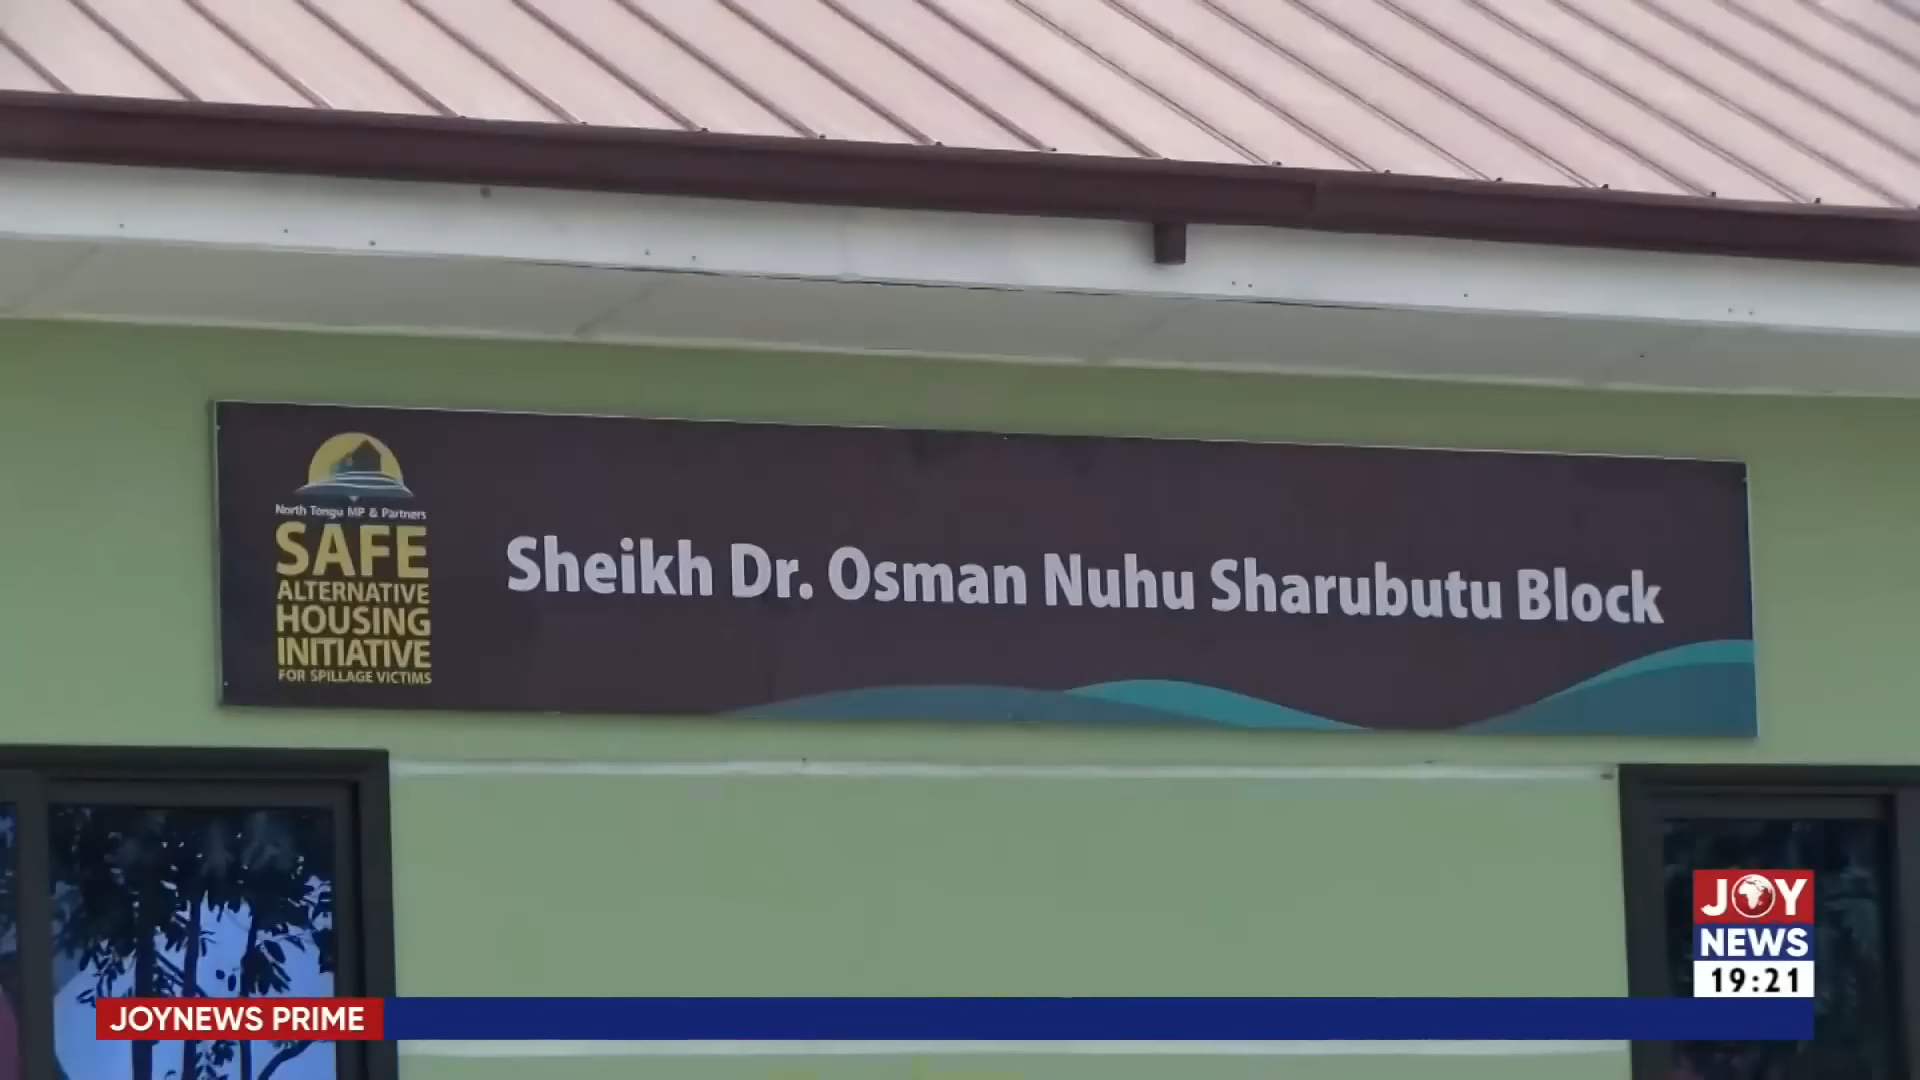 North Tongu MP & Partners
SAFE
ALTERNATIVE
HOUSING
INITIATIVE
FOR SPILLAGE VICTIMS
Sheikh Dr. Osman Nuhu Sharubutu Block
JOY
NEWS
19:21
JOYNEWS PRIME